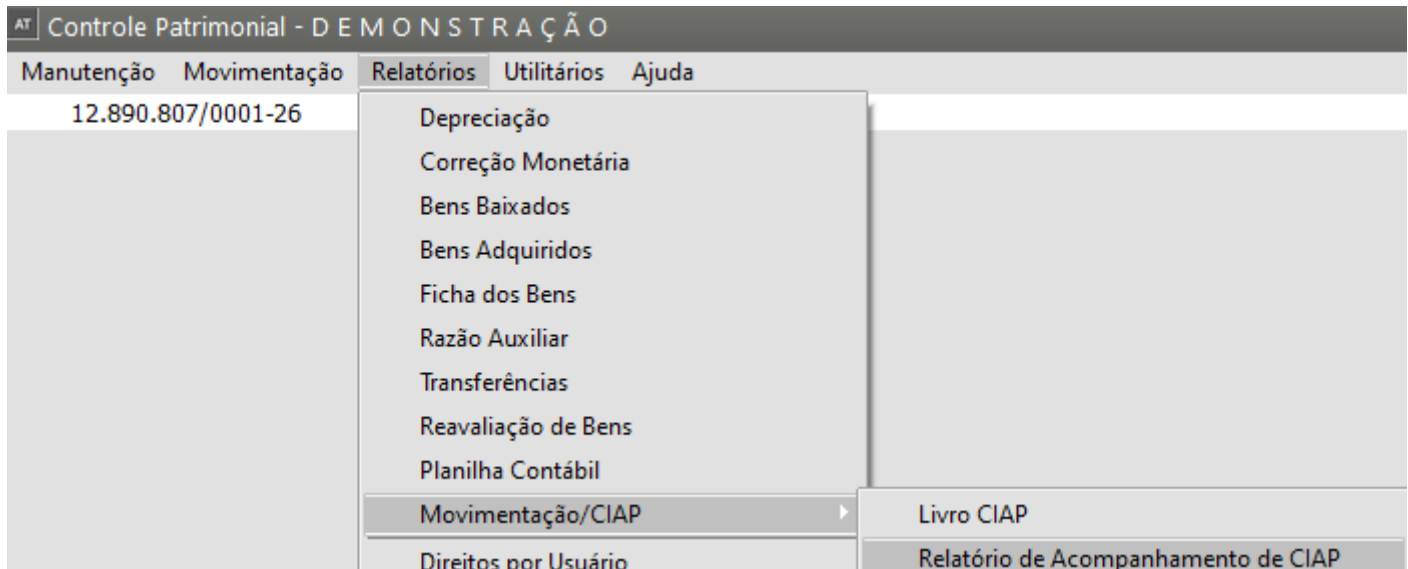 AT Controle Patrimonial - D E M O N S T R A Ç Ã O
Manutenção Movimentação Relatórios Utilitários Ajuda
12.890.807/0001-26
Depreciação
Correção Monetária
Bens Baixados
Bens Adquiridos
Ficha dos Bens
Razão Auxiliar
Transferências
Reavaliação de Bens
Planilha Contábil
Movimentação/CIAP
Livro CIAP
Direitos por Usuário
Relatório de Acompanhamento de CIAP